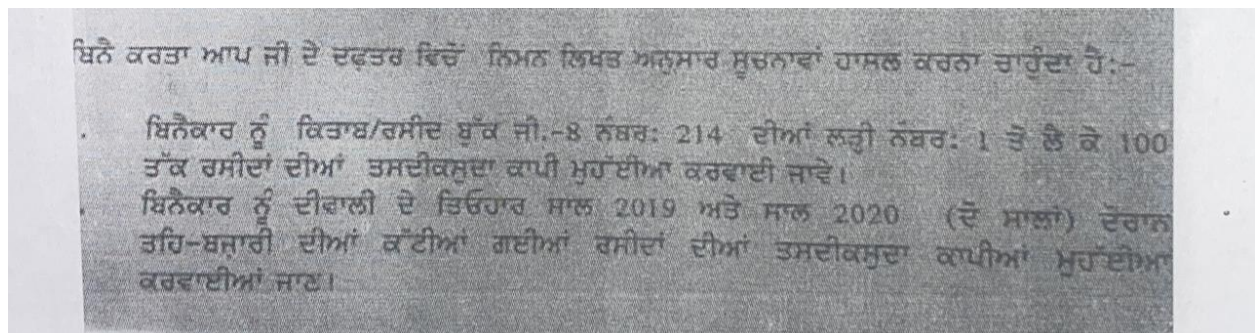 ਬਿਨੈ ਕਰਤਾ ਆਪ ਜੀ ਦੇ ਦਫ਼ਤਰ ਵਿਚੋਂ ਨਿਮਨ ਲਿਖਤ ਅਨੁਸਾਰ ਸੂਚਨਾਵਾਂ ਹਾਸਲ ਕਰਨਾ ਚਾਹੁੰਦਾ ਹੈ:-
ਬਿਨੈਕਾਰ ਨੂੰ ਕਿਤਾਬ/ਰਸੀਦ ਬੁੱਕ ਜੀ.-8 ਨੰਬਰ: 214 ਦੀਆਂ ਲੜੀ ਨੰਬਰ: 1 ਤੋਂ ਲੈ ਕੇ 100
ਤੱਕ ਰਸੀਦਾਂ ਦੀਆਂ ਤਸਦੀਕਸੁਦਾ ਕਾਪੀ ਮੁਹੱਈਆ ਕਰਵਾਈ ਜਾਵੇ।
ਬਿਨੈਕਾਰ ਨੂੰ ਦੀਵਾਲੀ ਦੇ ਤਿਓਹਾਰ ਸਾਲ 2019 ਅਤੇ ਸਾਲ 2020 (ਦੋ ਸਾਲਾਂ) ਦੌਰਾਨ
ਤਹਿ-ਬਜ਼ਾਰੀ ਦੀਆਂ ਕੱਟੀਆਂ ਗਈਆਂ ਰਸੀਦਾਂ ਦੀਆਂ ਤਸਦੀਕਸੁਦਾ ਕਾਪੀਆਂ ਮੁਹੱਈਆ
ਕਰਵਾਈਆਂ ਜਾਣ।